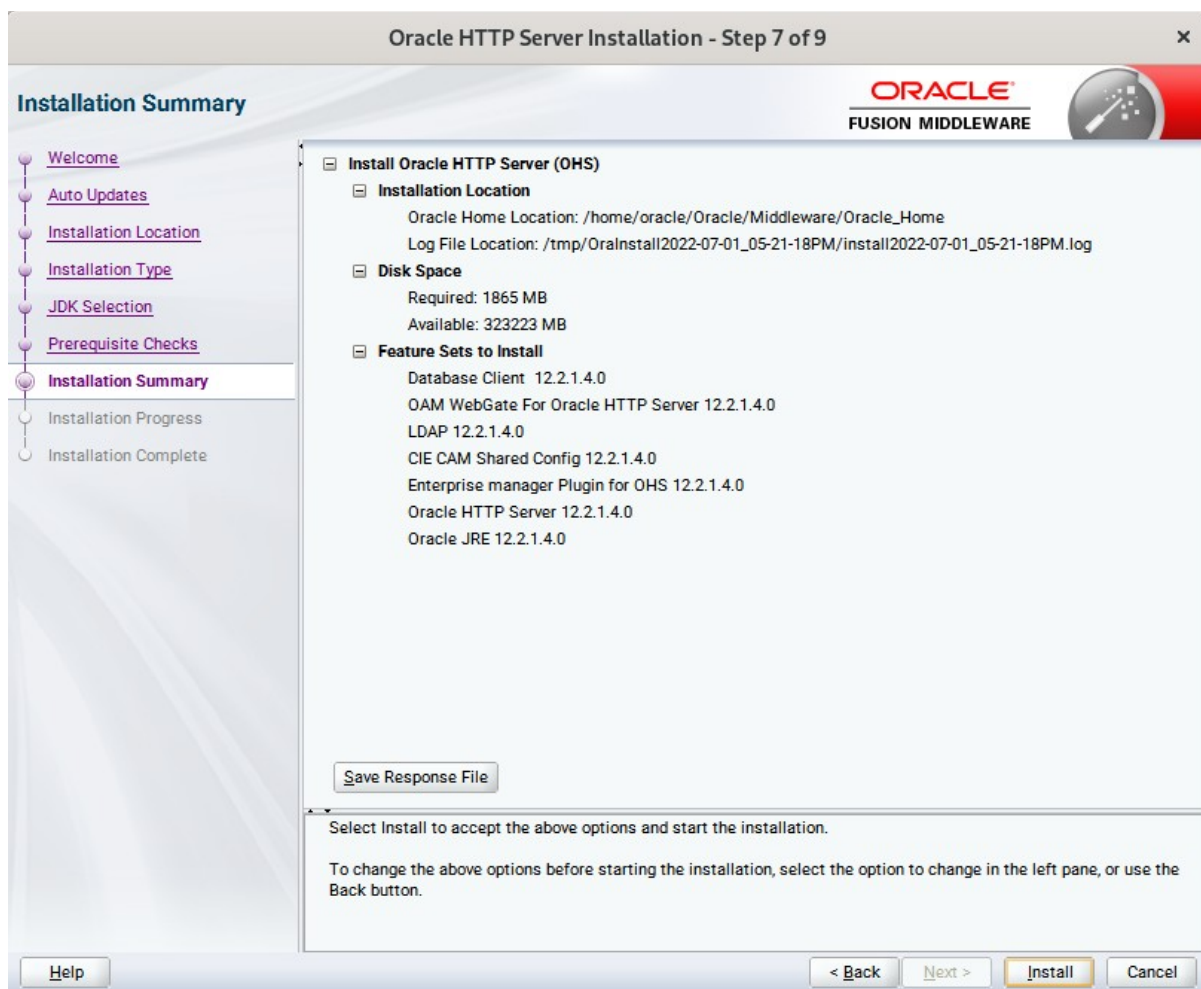 Oracle HTTP Server Installation - Step 7 of 9
×
Installation Summary
ORACLE
FUSION MIDDLEWARE
Welcome
Auto Updates
Installation Location
Installation Type
JDK Selection
Prerequisite Checks
Installation Summary
Installation Progress
Installation Complete
Install Oracle HTTP Server (OHS)
Installation Location
Oracle Home Location: /home/oracle/Oracle/Middleware/Oracle_Home
Log File Location: /tmp/OraInstall2022-07-01_05-21-18PM/install2022-07-01_05-21-18PM.log
Disk Space
Required: 1865 MB
Available: 323223 MB
Feature Sets to Install
Database Client 12.2.1.4.0
OAM WebGate For Oracle HTTP Server 12.2.1.4.0
LDAP 12.2.1.4.0
CIE CAM Shared Config 12.2.1.4.0
Enterprise manager Plugin for OHS 12.2.1.4.0
Oracle HTTP Server 12.2.1.4.0
Oracle JRE 12.2.1.4.0
Save Response File
Select Install to accept the above options and start the installation.
To change the above options before starting the installation, select the option to change in the left pane, or use the
Back button.
Help
< Back
Next >
Install
Cancel